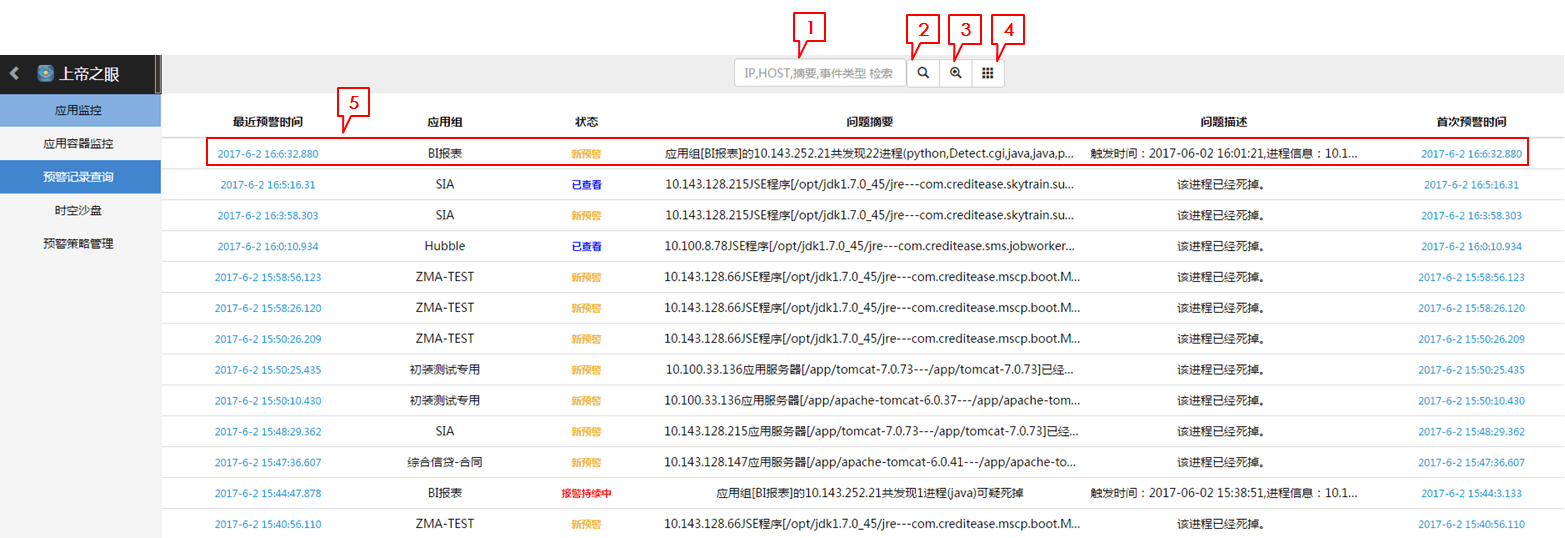 1
2
3
4
上帝之眼
IP,HOST,摘要,事件类型 检索
应用监控
应用容器监控
预警记录查询
时空沙盘
预警策略管理
5
最近预警时间 应用组 状态 问题摘要 问题描述 首次预警时间
2017-6-2 16:6:32.880 BI报表 新预警 应用组[BI报表]的10.143.252.21共发现22进程(python,Detect.cgi,java,java,p... 触发时间：2017-06-02 16:01:21,进程信息：10.1... 2017-6-2 16:6:32.880
2017-6-2 16:5:16.31 SIA 已查看 10.143.128.215JSE程序[/opt/jdk1.7.0_45/jre---com.creditease.skytrain.su... 该进程已经死掉。 2017-6-2 16:5:16.31
2017-6-2 16:3:58.303 SIA 新预警 10.143.128.215JSE程序[/opt/jdk1.7.0_45/jre---com.creditease.skytrain.su... 该进程已经死掉。 2017-6-2 16:3:58.303
2017-6-2 16:0:10.934 Hubble 已查看 10.100.8.78JSE程序[/opt/jdk1.7.0_45/jre---com.creditease.sms.jobworker... 该进程已经死掉。 2017-6-2 16:0:10.934
2017-6-2 15:58:56.123 ZMA-TEST 新预警 10.143.128.66JSE程序[/opt/jdk1.7.0_45/jre---com.creditease.mscp.boot.M... 该进程已经死掉。 2017-6-2 15:58:56.123
2017-6-2 15:58:26.120 ZMA-TEST 新预警 10.143.128.66JSE程序[/opt/jdk1.7.0_45/jre---com.creditease.mscp.boot.M... 该进程已经死掉。 2017-6-2 15:58:26.120
2017-6-2 15:50:26.209 ZMA-TEST 新预警 10.143.128.66JSE程序[/opt/jdk1.7.0_45/jre---com.creditease.mscp.boot.M... 该进程已经死掉。 2017-6-2 15:50:26.209
2017-6-2 15:50:25.435 初装测试专用 新预警 10.100.33.136应用服务器[/app/tomcat-7.0.73---/app/tomcat-7.0.73]已经... 该进程已经死掉。 2017-6-2 15:50:25.435
2017-6-2 15:50:10.430 初装测试专用 新预警 10.100.33.136应用服务器[/app/apache-tomcat-6.0.37---/app/apache-tom... 该进程已经死掉。 2017-6-2 15:50:10.430
2017-6-2 15:48:29.362 SIA 新预警 10.143.128.215应用服务器[/app/tomcat-7.0.73---/app/tomcat-7.0.73]已经... 该进程已经死掉。 2017-6-2 15:48:29.362
2017-6-2 15:47:36.607 综合信贷-合同 新预警 10.143.128.147应用服务器[/app/apache-tomcat-6.0.41---/app/apache-to... 该进程已经死掉。 2017-6-2 15:47:36.607
2017-6-2 15:44:47.878 BI报表 报警持续中 应用组[BI报表]的10.143.252.21共发现1进程(java)可疑死掉 触发时间：2017-06-02 15:38:51,进程信息：10.1... 2017-6-2 15:44:3.133
2017-6-2 15:40:56.110 ZMA-TEST 新预警 10.143.128.66JSE程序[/opt/jdk1.7.0_45/jre---com.creditease.mscp.boot.M... 该进程已经死掉。 2017-6-2 15:40:56.110